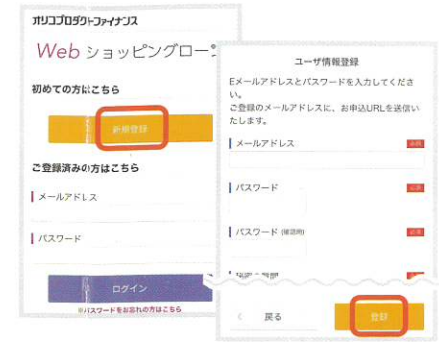 オリコプロダクトファイナンス
Web ショッピングローン
初めての方はこちら
新規登録
ご登録済みの方はこちら
メールアドレス
パスワード
ログイン
※パスワードをお忘れの方はこちら
ユーザ情報登録
Eメールアドレスとパスワードを入力してくださ
い。
ご登録のメールアドレスに、お申込URLを送信い
たします。
メールアドレス 必須
パスワード 必須
パスワード (確認用) 必須
戻る
登録